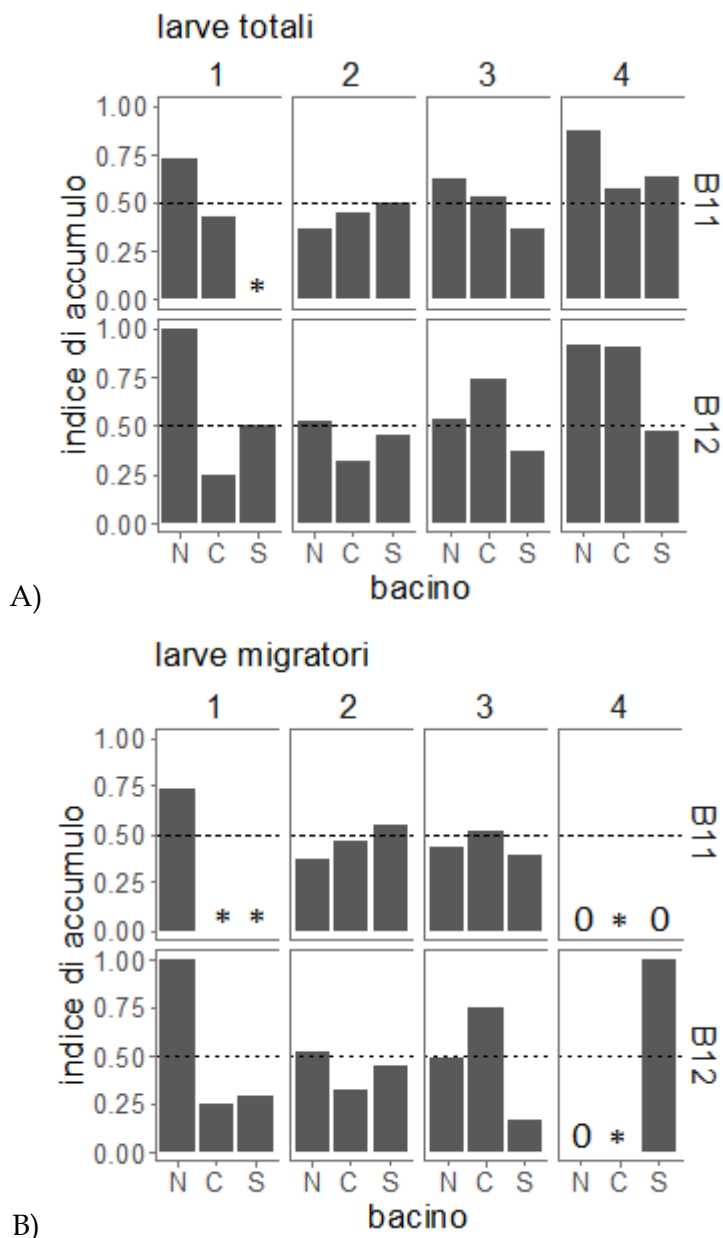 larve totali
1 2 3 4
1.00
0.75
0.50
0.25
0.00
*
B11
1.00
0.75
0.50
0.25
0.00
B12
indice di accumulo
N C S N C S N C S N C S
bacino
A)
larve migratori
1 2 3 4
1.00
0.75
0.50
0.25
0.00
* * 0 * 0
B11
1.00
0.75
0.50
0.25
0.00
0 *
B12
indice di accumulo
N C S N C S N C S N C S
bacino
B)